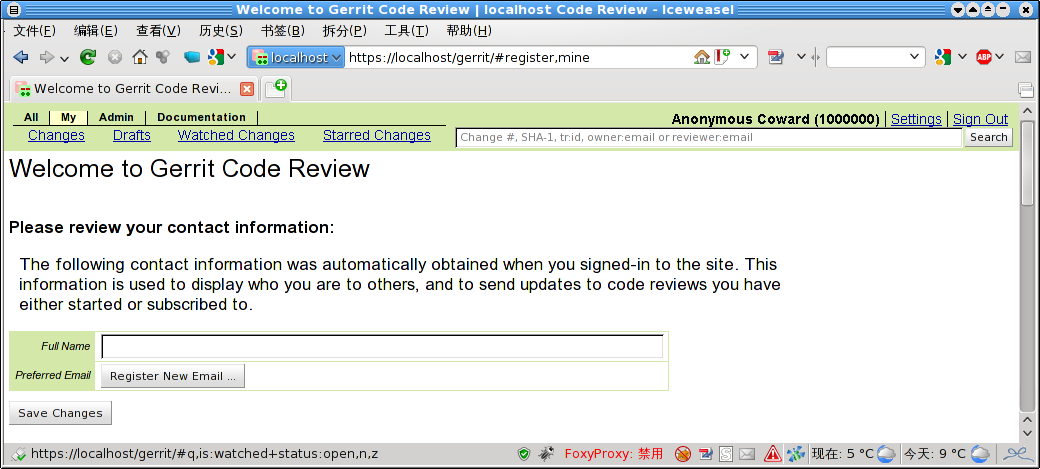 Welcome to Gerrit Code Review | localhost Code Review - Iceweasel
文件(F) 编辑(E) 查看(V) 历史(S) 书签(B) 拆分(P) 工具(T) 帮助(H)
localhost https://localhost/gerrit/#register,mine ABP
Welcome to Gerrit Code Revi...
All My Admin Documentation
Anonymous Coward (1000000) Settings Sign Out
Changes Drafts Watched Changes Starred Changes
Change #, SHA-1, tr:id, owner:email or reviewer:email Search
Welcome to Gerrit Code Review
Please review your contact information:
The following contact information was automatically obtained when you signed-in to the site. This
information is used to display who you are to others, and to send updates to code reviews you have
either started or subscribed to.
Full Name
Preferred Email Register New Email ...
Save Changes
https://localhost/gerrit/#q,is:watched+status:open,n,z FoxyProxy: 禁用 S 现在: 5 °C 今天: 9 °C